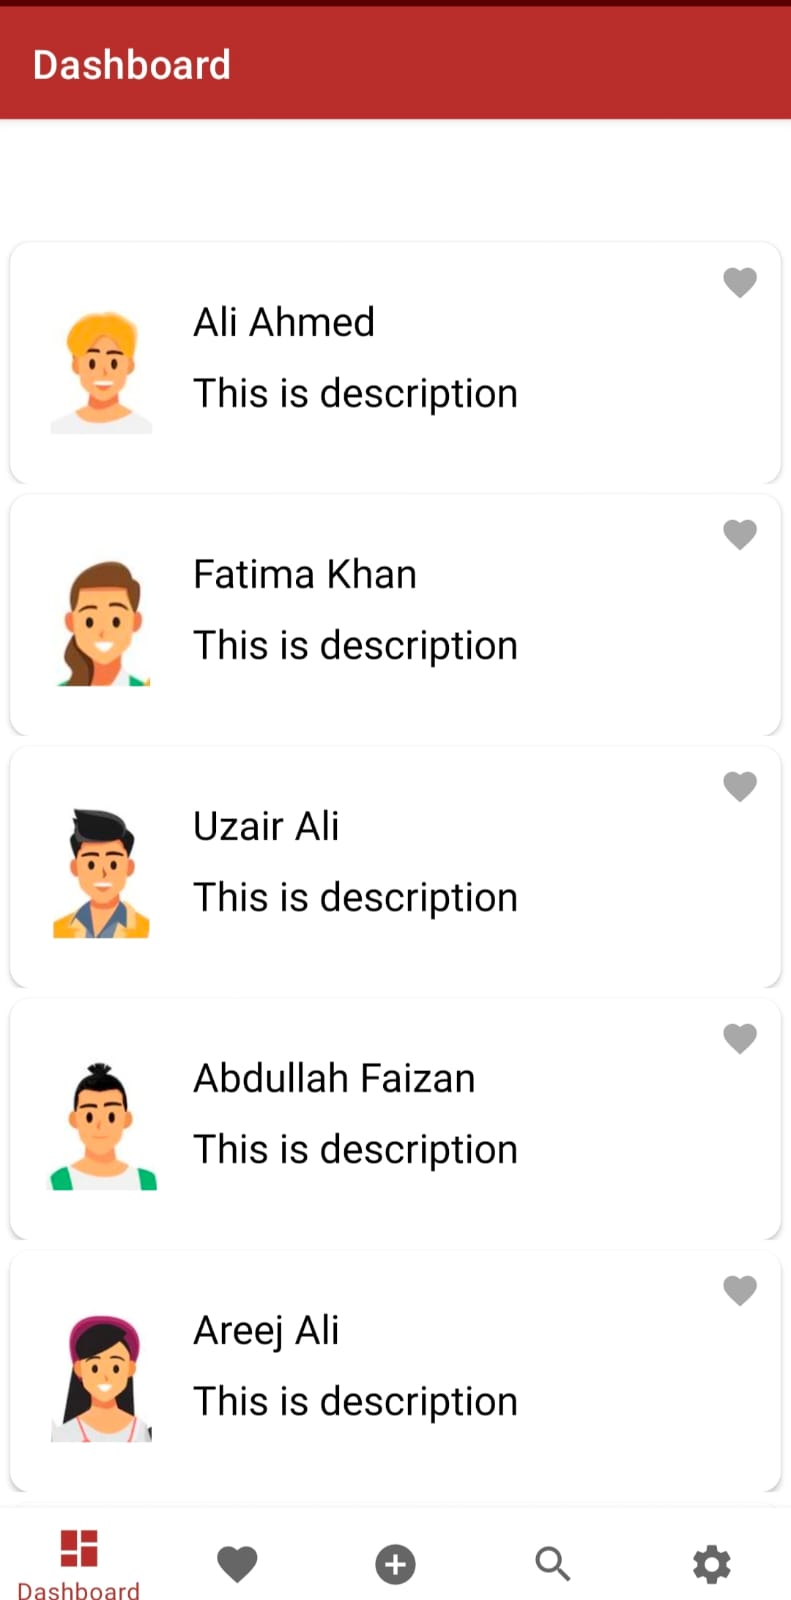 Dashboard
Ali Ahmed
This is description
Fatima Khan
This is description
Uzair Ali
This is description
Abdullah Faizan
This is description
Areej Ali
This is description
Dashboard